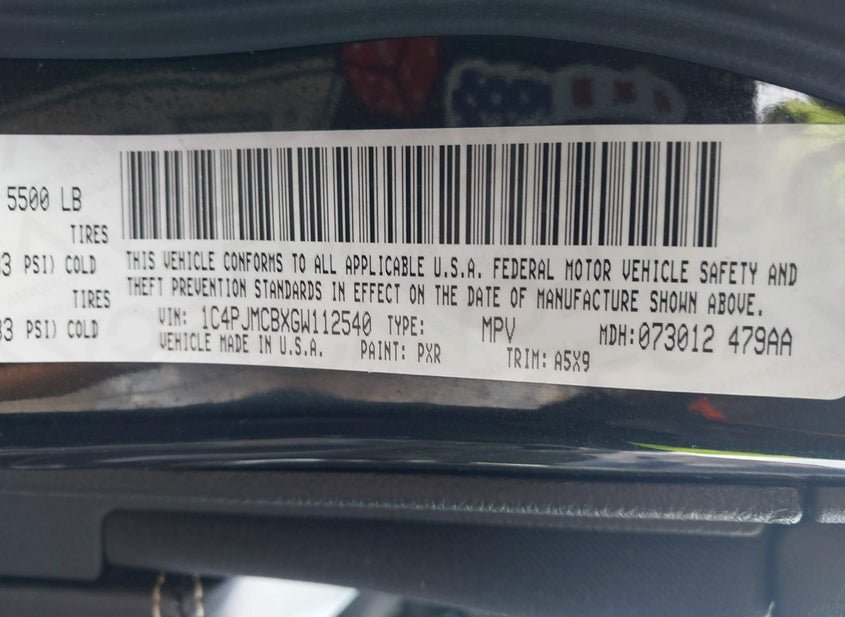 5500 LB
TIRES
33 PSI) COLD
TIRES
33 PSI) COLD
THIS VEHICLE CONFORMS TO ALL APPLICABLE U.S.A. FEDERAL MOTOR VEHICLE SAFETY AND
THEFT PREVENTION STANDARDS IN EFFECT ON THE DATE OF MANUFACTURE SHOWN ABOVE.
VIN: 1C4PJMCBXGW112540 TYPE: MPV MDH:073012 479AA
VEHICLE MADE IN U.S.A. PAINT: PXR TRIM: A5X9